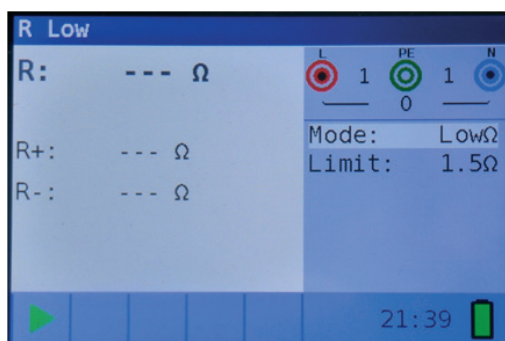 R Low
R: --- Ω
R+: --- Ω
R-: --- Ω
L PE N
1 1
0
Mode: LowΩ
Limit: 1.5Ω
21:39